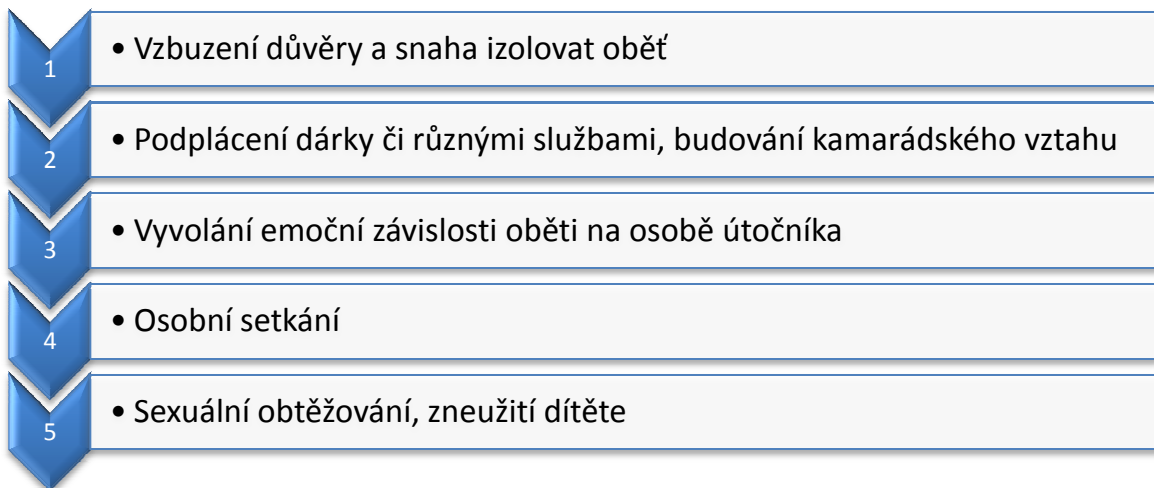 1 • Vzbuzení důvěry a snaha izolovat oběť
2 • Podplácení dárky či různými službami, budování kamarádského vztahu
3 • Vyvolání emoční závislosti oběti na osobě útočníka
4 • Osobní setkání
5 • Sexuální obtěžování, zneužití dítěte